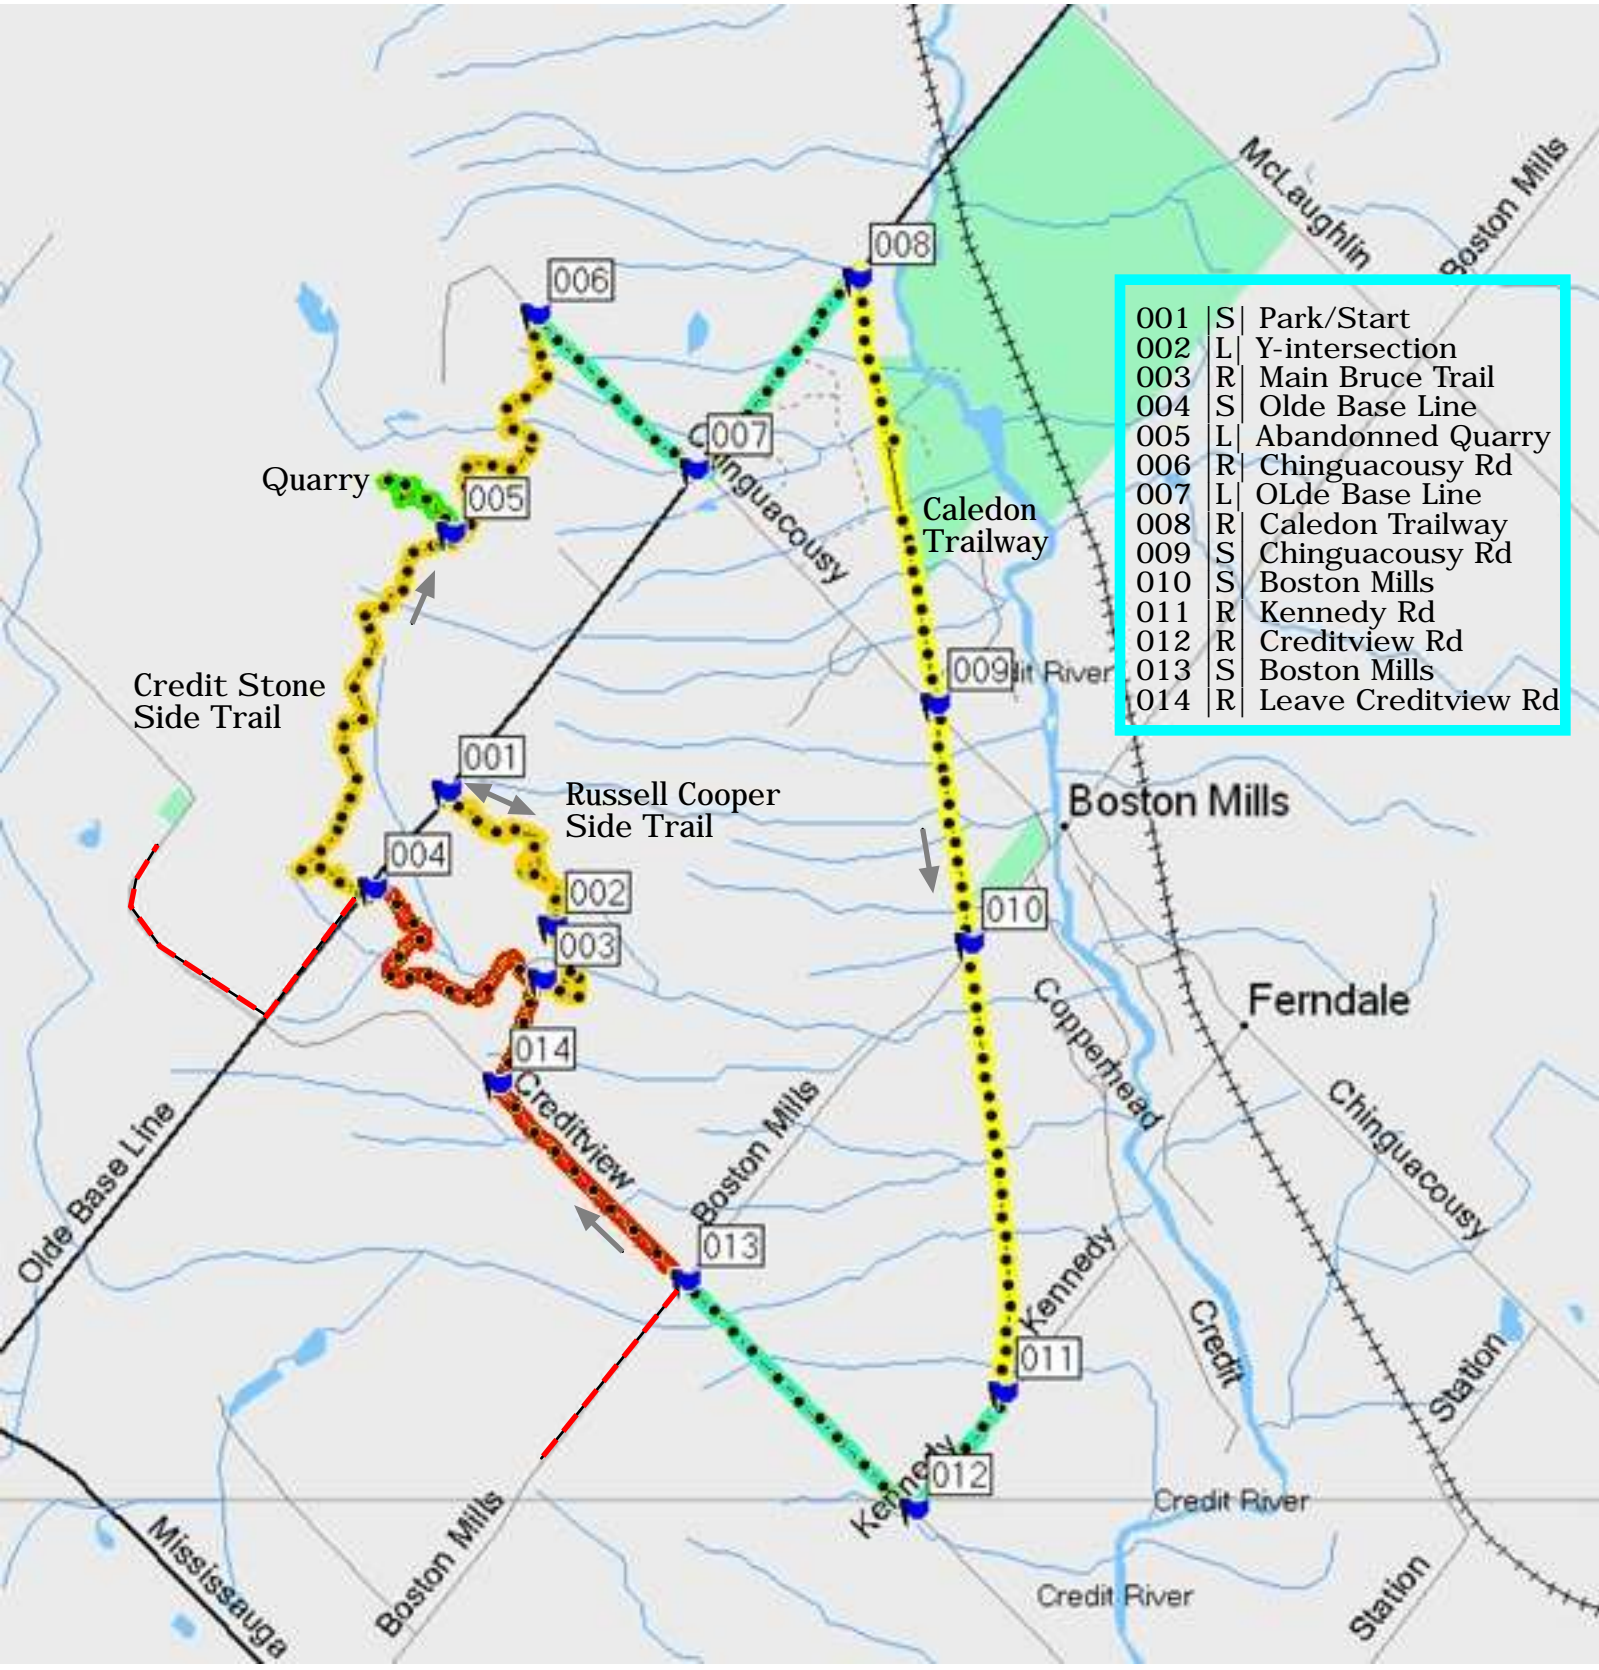 McLaughlin
Boston Mills
008
006
001 |S| Park/Start
002 |L| Y-intersection
003 |R| Main Bruce Trail
004 |S| Olde Base Line
005 |L| Abandonned Quarry
006 |R| Chinguacousy Rd
007 |L| OLde Base Line
008 |R| Caledon Trailway
009 |S| Chinguacousy Rd
010 |S| Boston Mills
011 |R| Kennedy Rd
012 |R| Creditview Rd
013 |S| Boston Mills
014 |R| Leave Creditview Rd
007
Chinguacousy
Quarry
005
Caledon
Trailway
009
dit River
Credit Stone
Side Trail
001
Russell Cooper
Side Trail
Boston Mills
004
002
010
003
Ferndale
Copperhead
014
Creditview
Boston Mills
Chinguacousy
Olde Base Line
013
Kennedy
Credit
011
Station
Kennedy
012
Credit River
Mississauga
Boston Mills
Credit River
Station